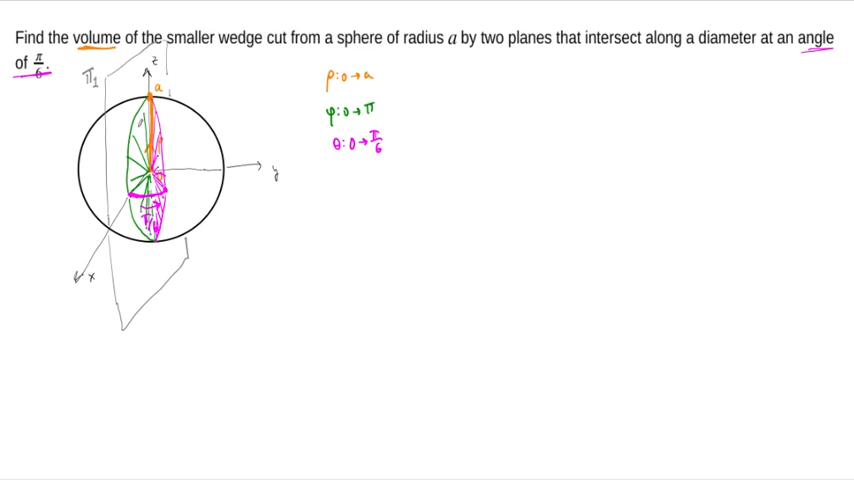 Find the volume of the smaller wedge cut from a sphere of radius a by two planes that intersect along a diameter at an angle
of π/6.
π₁
z
a
ρ: 0 → a
φ: 0 → π
θ: 0 → π/6
y
π/6
x